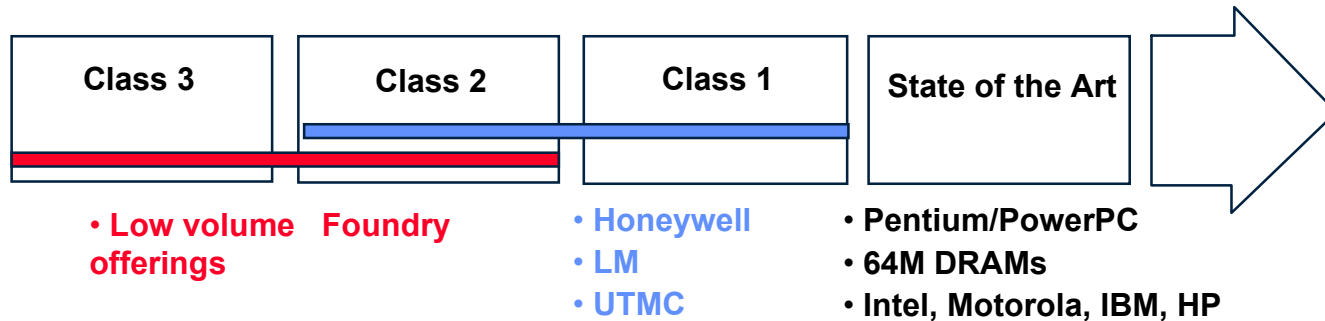 Class 3
Class 2
Class 1
State of the Art
• Low volume Foundry
offerings
• Honeywell
• LM
• UTMC
• Pentium/PowerPC
• 64M DRAMs
• Intel, Motorola, IBM, HP